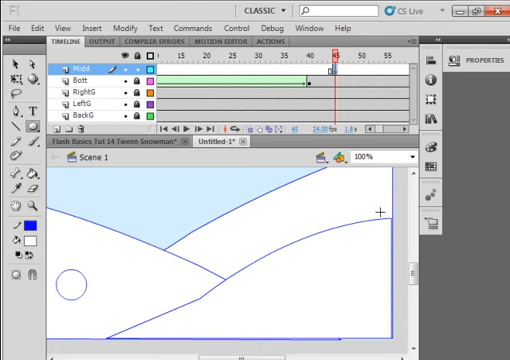 Fl CLASSIC CS Live
File Edit View Insert Modify Text Commands Control Debug Window Help
TIMELINE OUTPUT COMPILER ERRORS MOTION EDITOR ACTIONS
PROPERTIES
15 20 25 30 35 40 45 50 55
Midd
Bott
RightG
LeftG
BackG
45 24.00 fps 1.8 s
Flash Basics Tut 14 Tween Snowman* Untitled-1*
Scene 1 100%